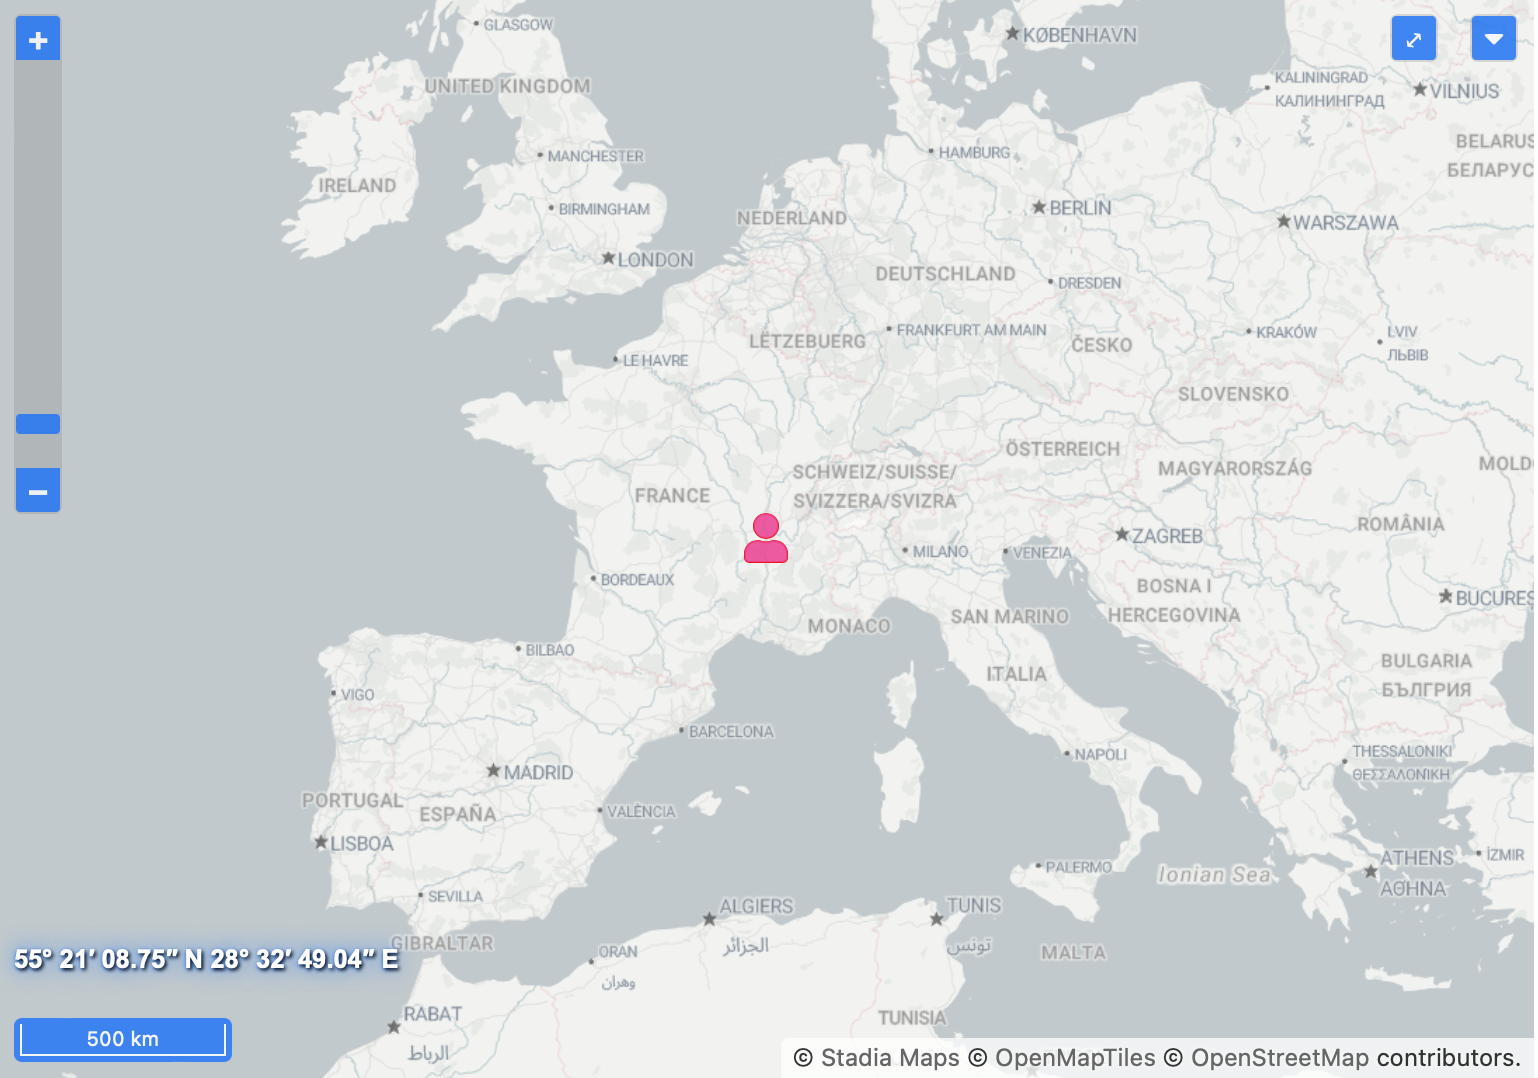 +
GLASGOW
KØBENHAVN
UNITED KINGDOM
KALININGRAD
КАЛИНИНГРАД
VILNIUS
BELARUS
БЕЛАРУС
MANCHESTER
HAMBURG
IRELAND
BIRMINGHAM
NEDERLAND
BERLIN
WARSZAWA
LONDON
DEUTSCHLAND
DRESDEN
FRANKFURT AM MAIN
LËTZEBUERG
ČESKO
KRAKÓW
LVIV
ЛЬВІВ
LE HAVRE
SLOVENSKO
ÖSTERREICH
MAGYARORSZÁG
MOLD
SCHWEIZ/SUISSE/
SVIZZERA/SVIZRA
FRANCE
–
ROMÂNIA
ZAGREB
MILANO
VENEZIA
BORDEAUX
BOSNA I
HERCEGOVINA
BUCURES
SAN MARINO
MONACO
BILBAO
ITALIA
BULGARIA
БЪЛГРИЯ
VIGO
BARCELONA
NAPOLI
THESSALONIKI
ΘΕΣΣΑΛΟΝΙΚΗ
MADRID
PORTUGAL
ESPAÑA
VALÈNCIA
LISBOA
PALERMO
Ionian Sea
ATHENS
ΑΘΗΝΑ
İZMIR
SEVILLA
ALGIERS
الجزائر
TUNIS
تونس
GIBRALTAR
ORAN
وهران
MALTA
55° 21′ 08.75″ N 28° 32′ 49.04″ E
RABAT
الرباط
TUNISIA
500 km
© Stadia Maps © OpenMapTiles © OpenStreetMap contributors.